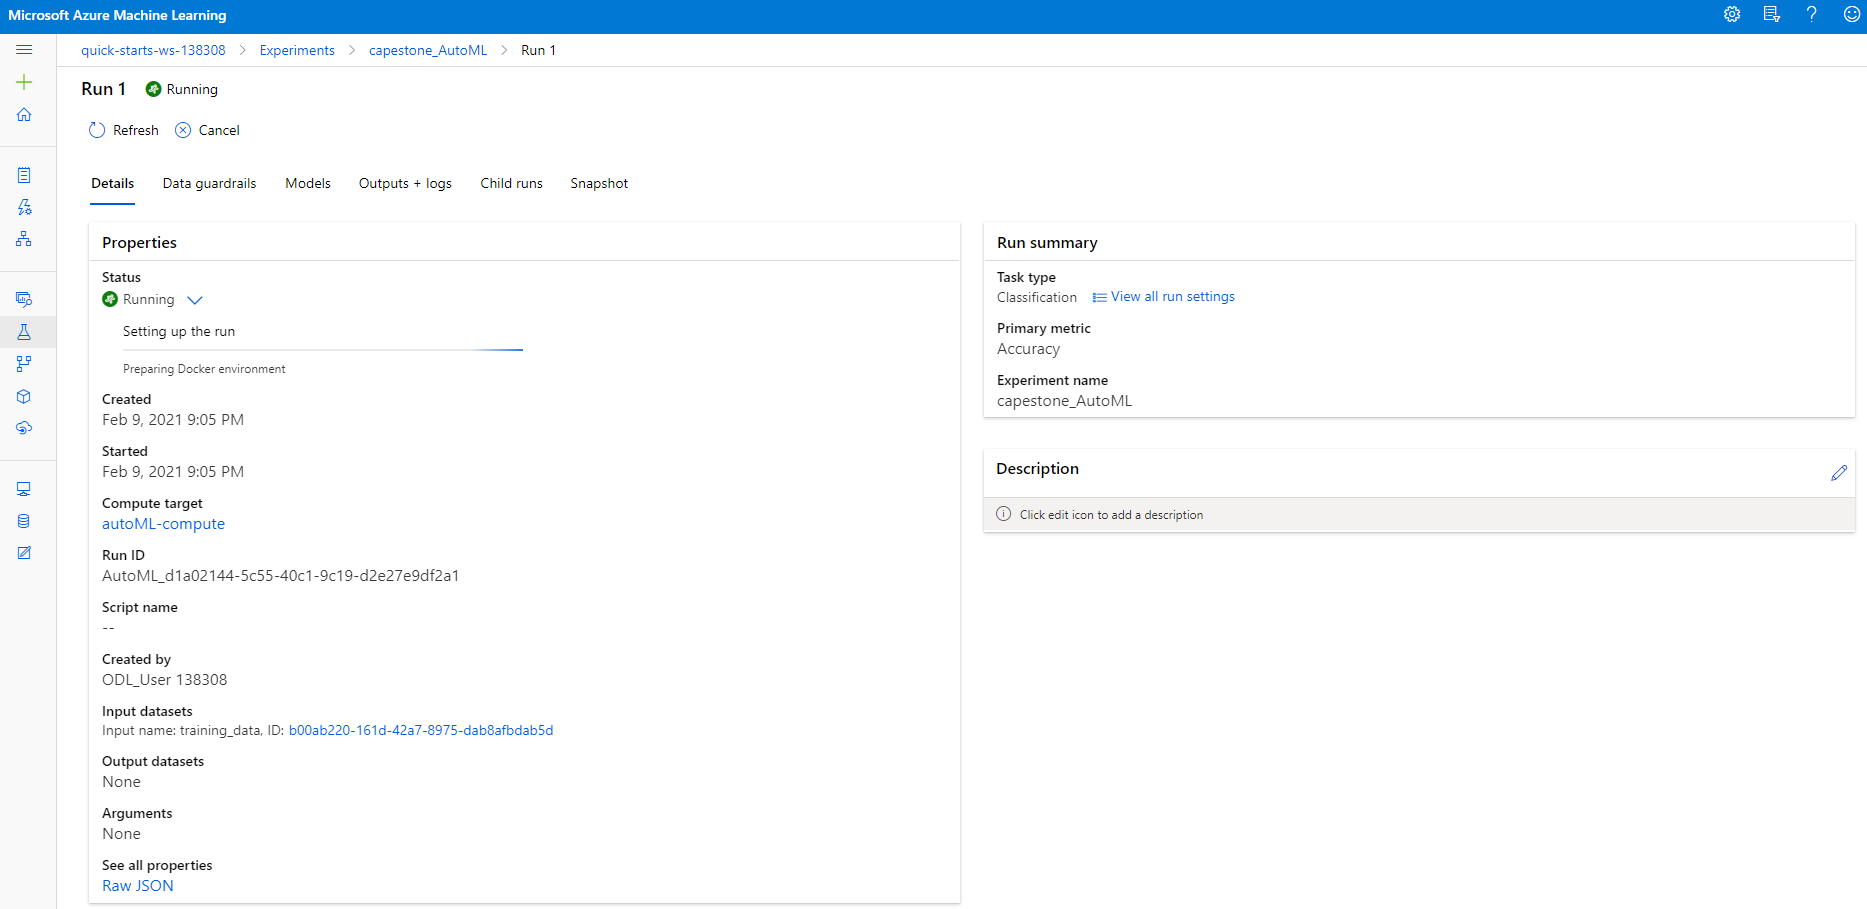 Microsoft Azure Machine Learning
quick-starts-ws-138308 > Experiments > capestone_AutoML > Run 1
Run 1 Running
Refresh Cancel
Details Data guardrails Models Outputs + logs Child runs Snapshot
Properties
Status
Running
Setting up the run
Preparing Docker environment
Created
Feb 9, 2021 9:05 PM
Started
Feb 9, 2021 9:05 PM
Compute target
autoML-compute
Run ID
AutoML_d1a02144-5c55-40c1-9c19-d2e27e9df2a1
Script name
--
Created by
ODL_User 138308
Input datasets
Input name: training_data, ID: b00ab220-161d-42a7-8975-dab8afbdab5d
Output datasets
None
Arguments
None
See all properties
Raw JSON
Run summary
Task type
Classification View all run settings
Primary metric
Accuracy
Experiment name
capestone_AutoML
Description
Click edit icon to add a description